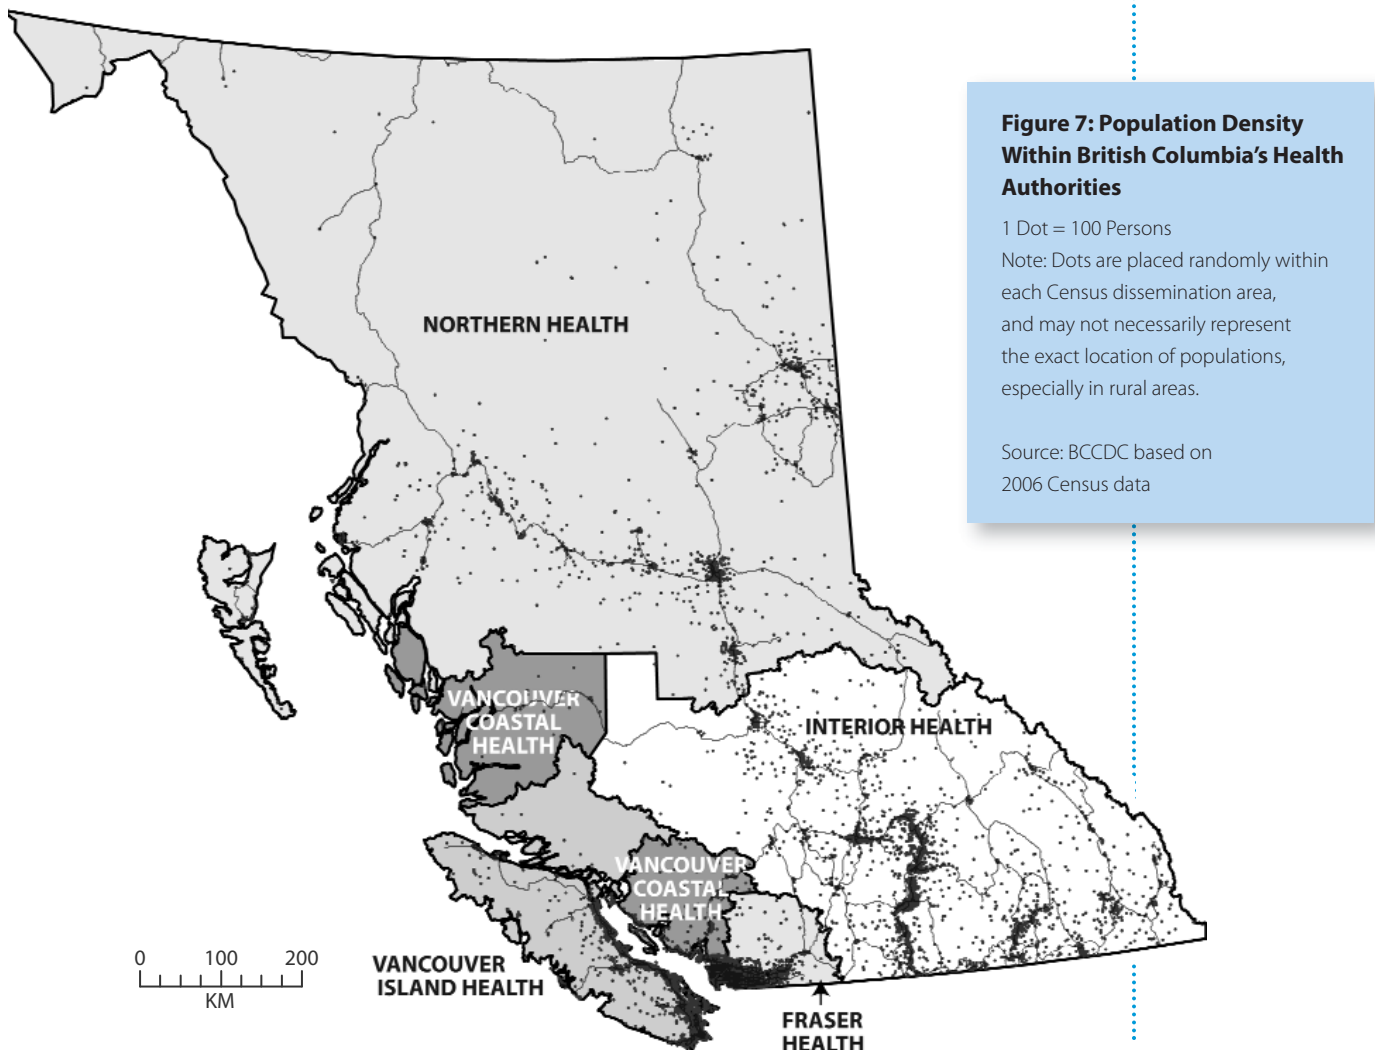 Figure 7: Population Density
Within British Columbia's Health
Authorities
1 Dot = 100 Persons
Note: Dots are placed randomly within
each Census dissemination area,
and may not necessarily represent
the exact location of populations,
especially in rural areas.
Source: BCCDC based on
2006 Census data
NORTHERN HEALTH
VANCOUVER
COASTAL
HEALTH
INTERIOR HEALTH
VANCOUVER
COASTAL
HEALTH
VANCOUVER
ISLAND HEALTH
FRASER
HEALTH
0 100 200
KM